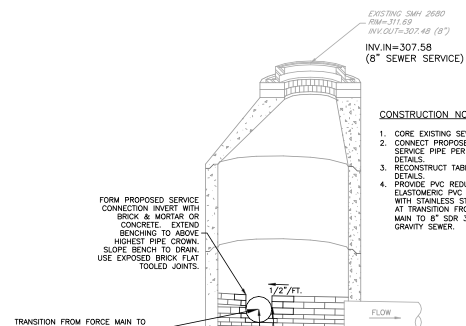 EXISTING SMH 2680
RIM=311.69
INV.OUT=307.48 (8")
INV.IN=307.58
(8" SEWER SERVICE)
CONSTRUCTION NO
1. CORE EXISTING SE
2. CONNECT PROPOSE
SERVICE PIPE PER
DETAILS.
3. RECONSTRUCT TABL
DETAILS.
4. PROVIDE PVC REDU
ELASTOMERIC PVC
WITH STAINLESS ST
AT TRANSITION FRO
MAIN TO 8" SDR 3
GRAVITY SEWER.
FORM PROPOSED SERVICE
CONNECTION INVERT WITH
BRICK & MORTAR OR
CONCRETE. EXTEND
BENCHING TO ABOVE
HIGHEST PIPE CROWN.
SLOPE BENCH TO DRAIN.
USE EXPOSED BRICK FLAT
TOOLED JOINTS.
1/2"/FT.
FLOW
TRANSITION FROM FORCE MAIN TO